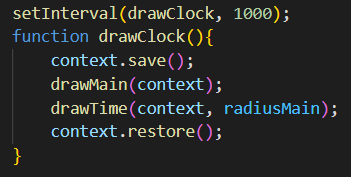 setInterval(drawClock, 1000);
function drawClock(){
    context.save();
    drawMain(context);
    drawTime(context, radiusMain);
    context.restore();
}